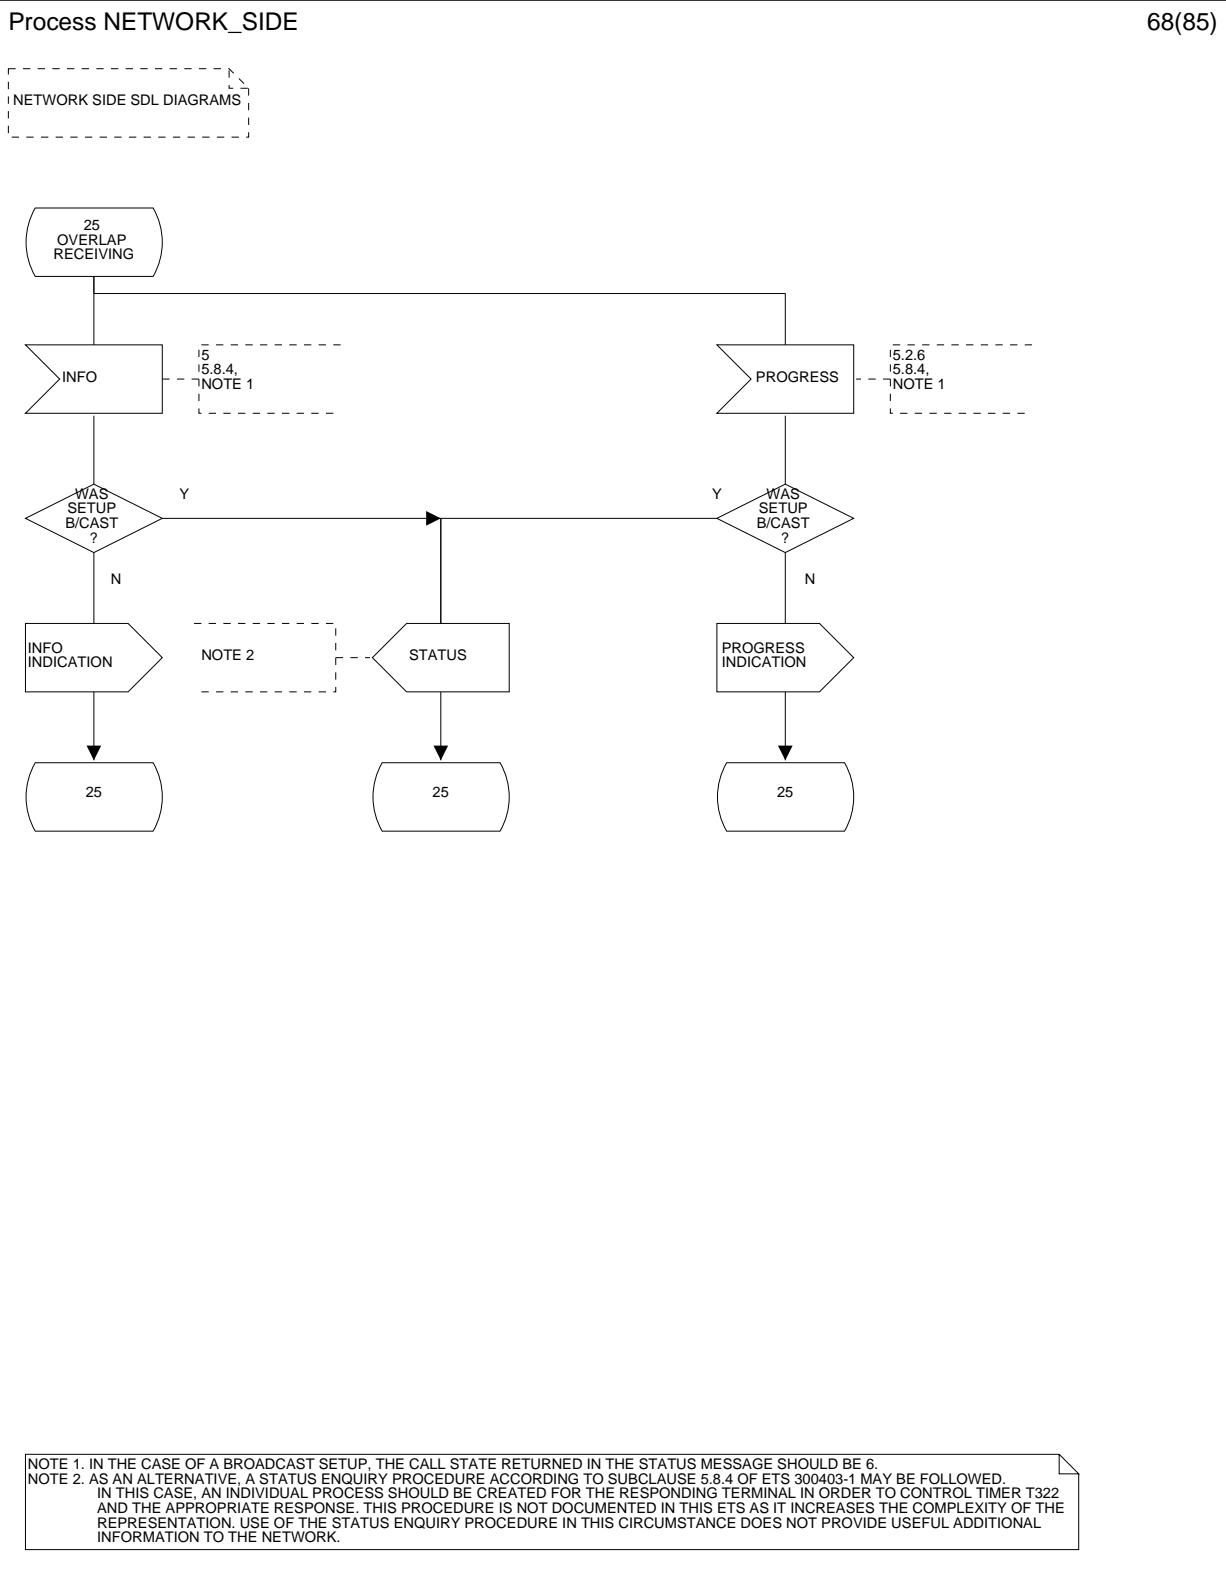 Process NETWORK_SIDE
68(85)
NETWORK SIDE SDL DIAGRAMS
25
OVERLAP
RECEIVING
INFO
5
5.8.4,
NOTE 1
PROGRESS
5.2.6
5.8.4,
NOTE 1
WAS
SETUP
B/CAST
?
Y
N
Y
WAS
SETUP
B/CAST
?
N
INFO
INDICATION
NOTE 2
STATUS
PROGRESS
INDICATION
25
25
25
NOTE 1. IN THE CASE OF A BROADCAST SETUP, THE CALL STATE RETURNED IN THE STATUS MESSAGE SHOULD BE 6.
NOTE 2. AS AN ALTERNATIVE, A STATUS ENQUIRY PROCEDURE ACCORDING TO SUBCLAUSE 5.8.4 OF ETS 300403-1 MAY BE FOLLOWED.
IN THIS CASE, AN INDIVIDUAL PROCESS SHOULD BE CREATED FOR THE RESPONDING TERMINAL IN ORDER TO CONTROL TIMER T322
AND THE APPROPRIATE RESPONSE. THIS PROCEDURE IS NOT DOCUMENTED IN THIS ETS AS IT INCREASES THE COMPLEXITY OF THE
REPRESENTATION. USE OF THE STATUS ENQUIRY PROCEDURE IN THIS CIRCUMSTANCE DOES NOT PROVIDE USEFUL ADDITIONAL
INFORMATION TO THE NETWORK.